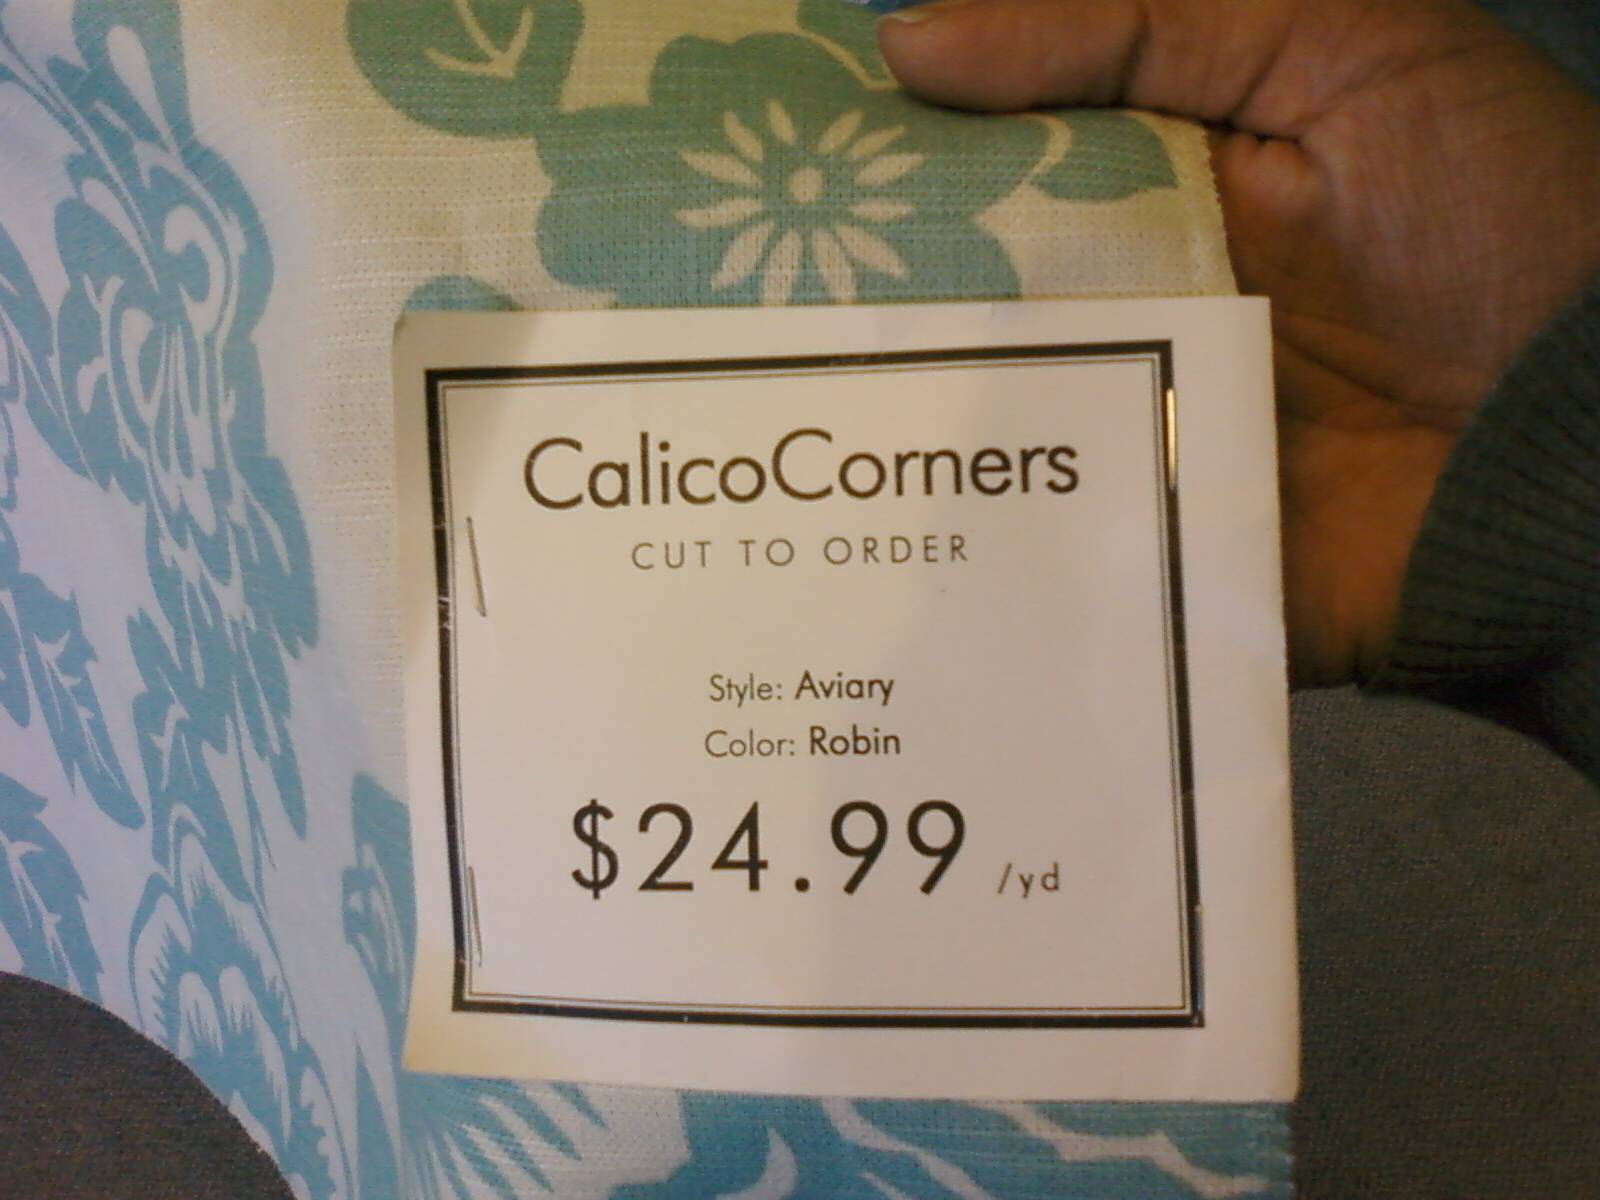 CalicoCorners
CUT TO ORDER
Style: Aviary
Color: Robin
$24.99 /yd